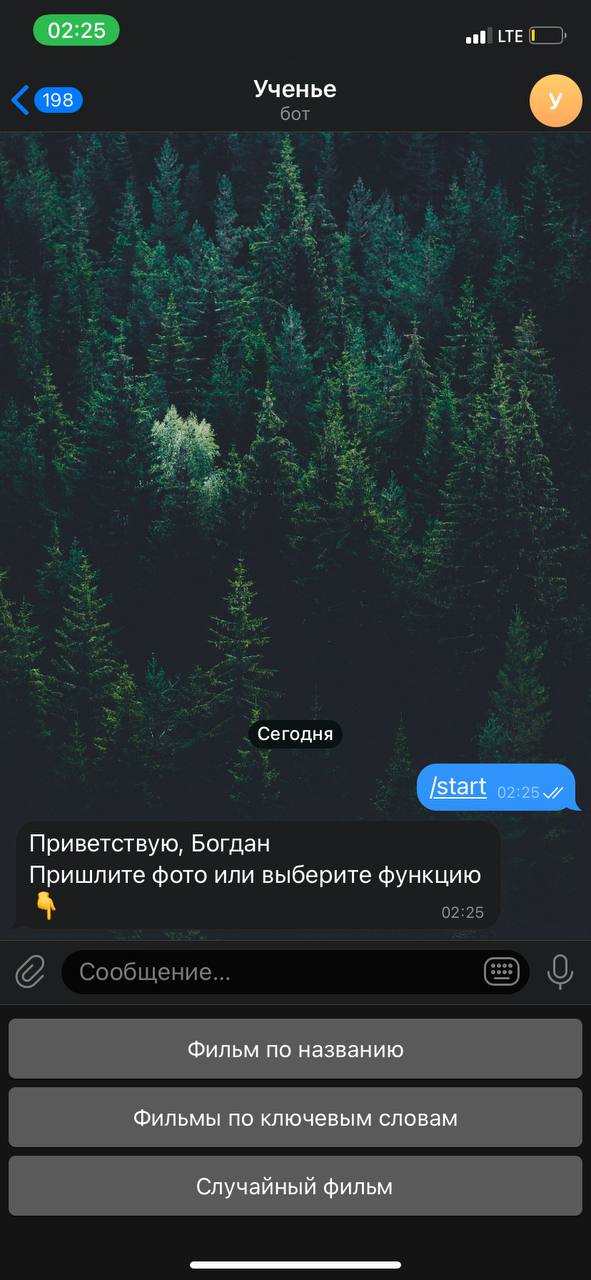 02:25
LTE
198
Ученье
бот
У
Сегодня
/start 02:25
Приветствую, Богдан
Пришлите фото или выберите функцию
👇
02:25
Сообщение...
Фильм по названию
Фильмы по ключевым словам
Случайный фильм